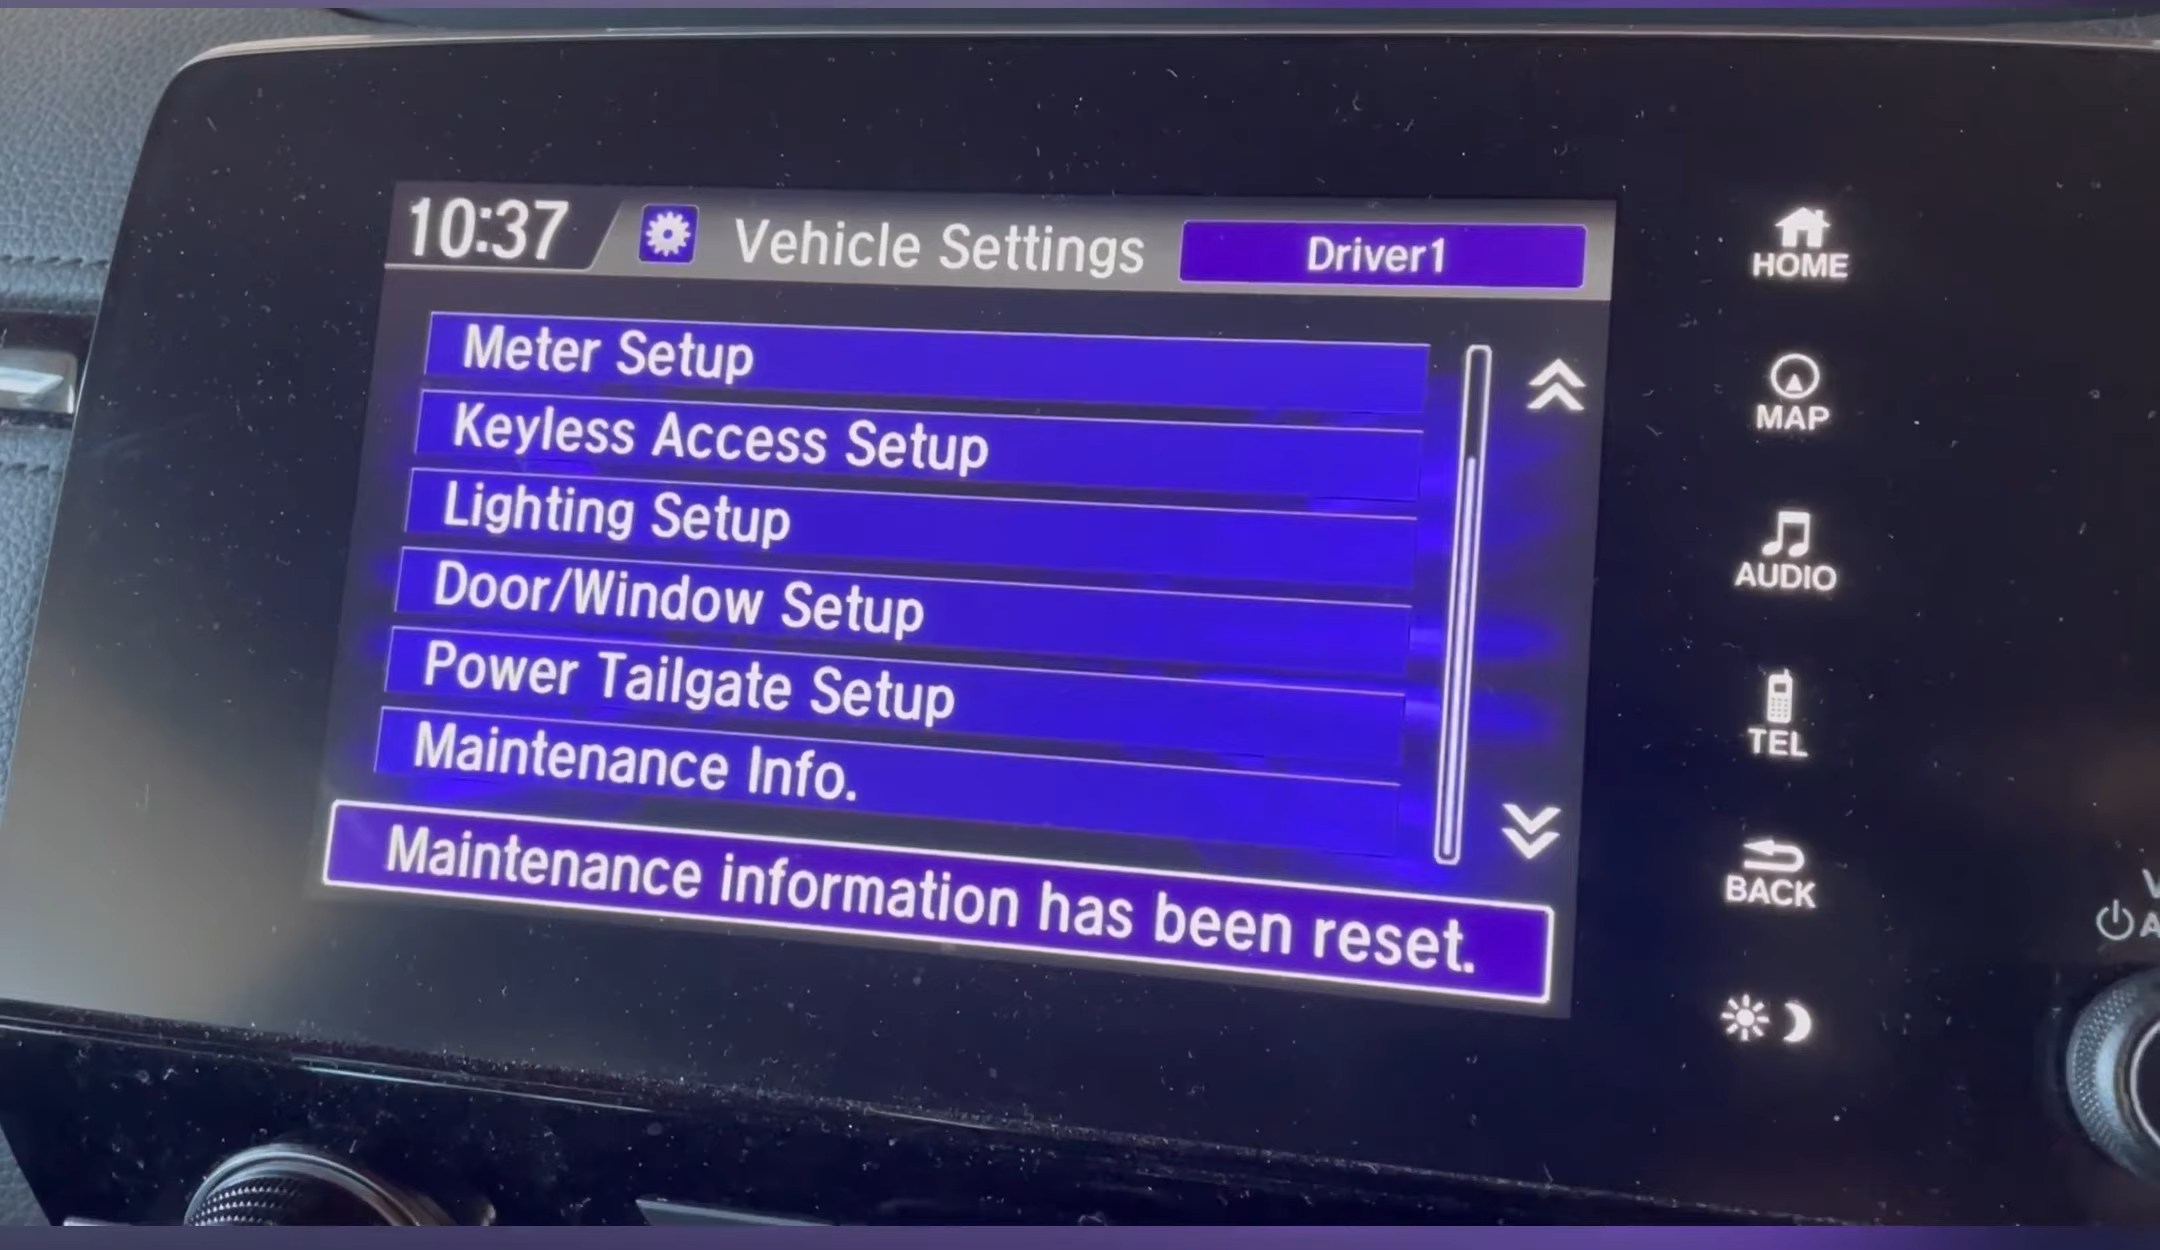 10:37
Vehicle Settings
Driver1
Meter Setup
Keyless Access Setup
Lighting Setup
Door/Window Setup
Power Tailgate Setup
Maintenance Info.
Maintenance information has been reset.
HOME
MAP
AUDIO
TEL
BACK